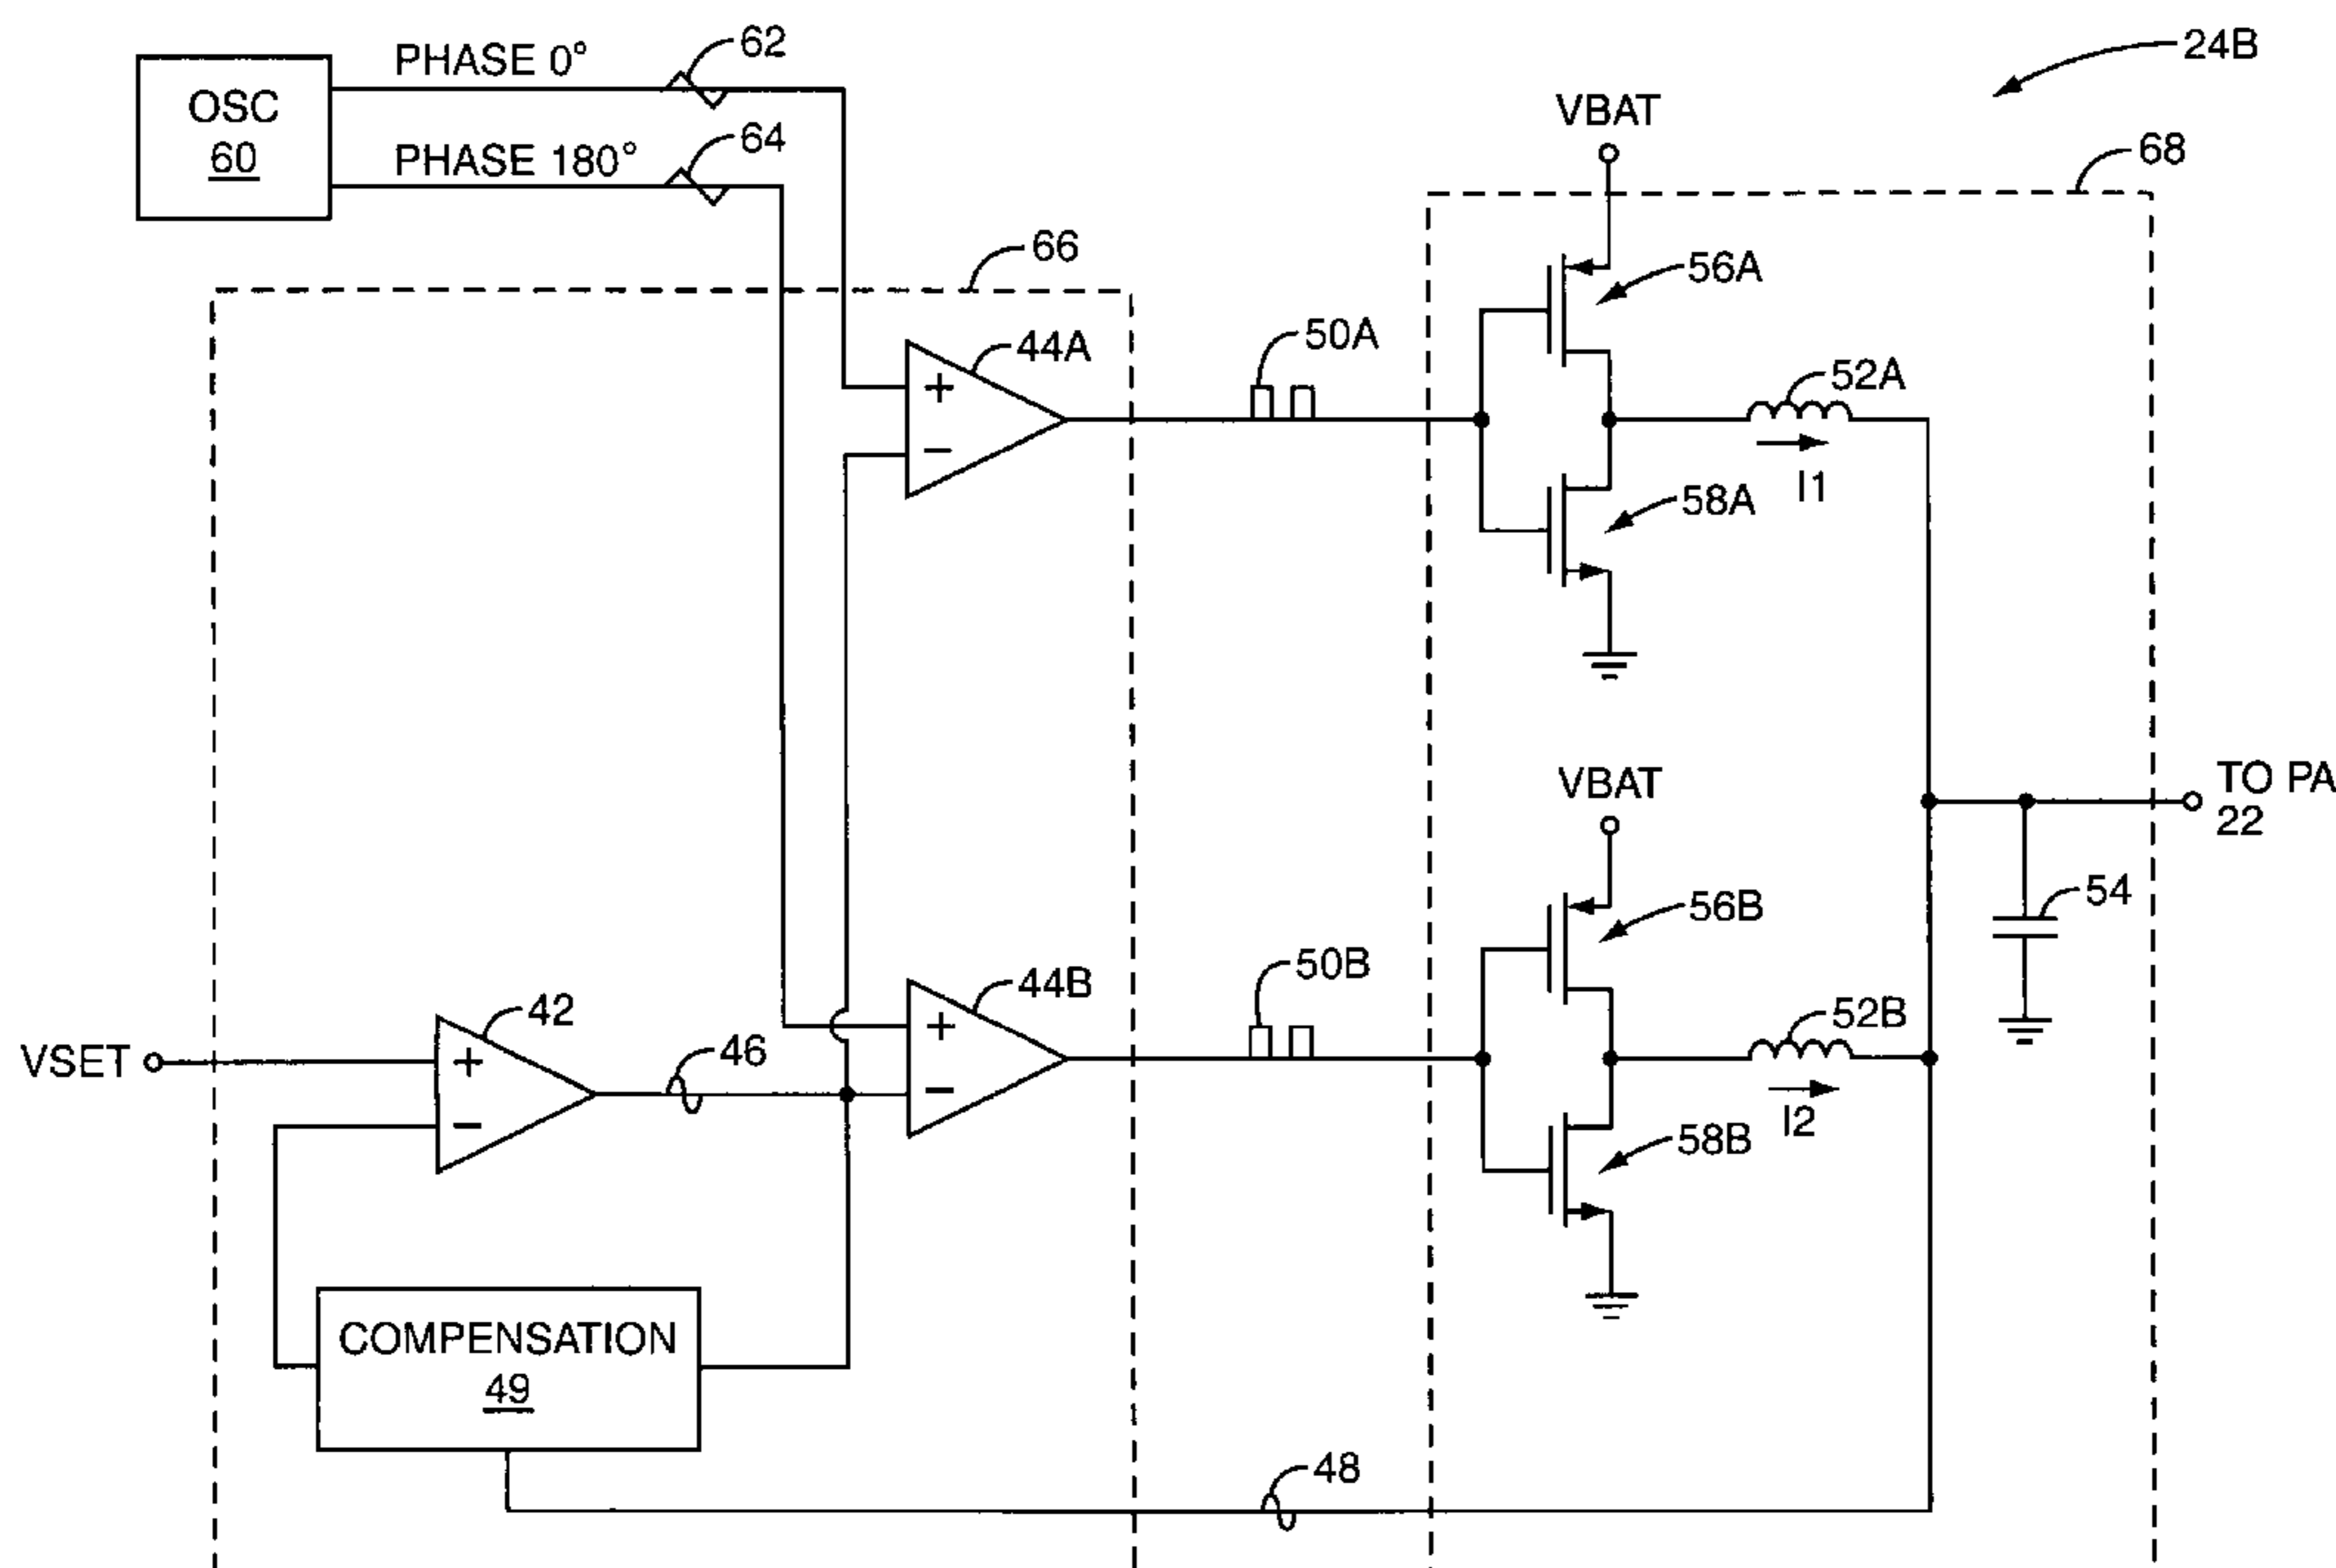 PHASE 0°
62
24B
OSC
60
PHASE 180°
64
VBAT
68
66
56A
44A
50A
52A
I1
58A
VBAT
TO PA
22
54
56B
50B
44B
42
52B
VSET
46
I2
58B
COMPENSATION
49
48
+
−
+
−
+
−